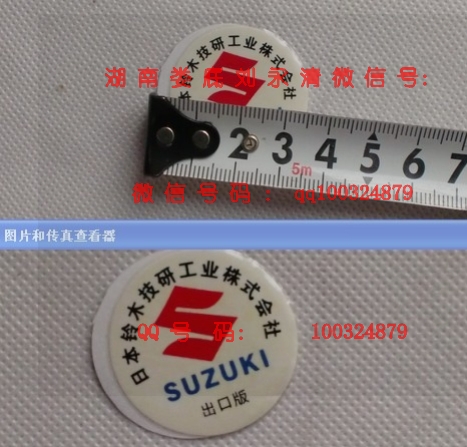 日本铃木技研工业株式会社
湖南娄底刘永清微信号:
2 3 4 5 6 7
5m
微信号码: qq100324879
图片和传真查看器
日本铃木技研工业株式会社
QQ号码: 100324879
SUZUKI
出口版